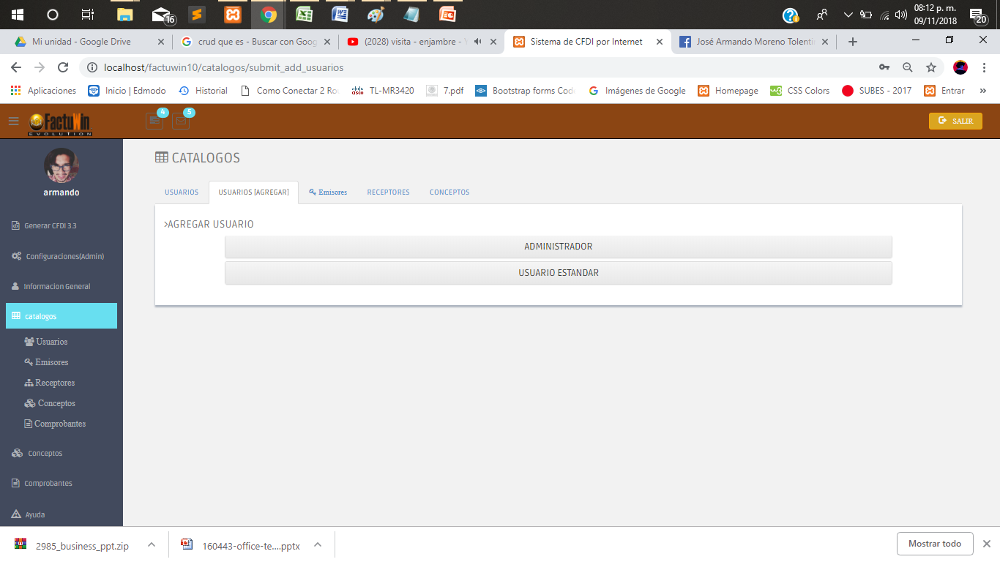 16
08:12 p. m.
09/11/2018
20
Mi unidad - Google Drive
crud que es - Buscar con Goog
(2028) visita - enjambre - Y
Sistema de CFDI por Internet
José Armando Moreno Tolenti
localhost/factuwin10/catalogos/submit_add_usuarios
Aplicaciones
Inicio | Edmodo
Historial
Como Conectar 2 Rou
TL-MR3420
7.pdf
Bootstrap forms Code
Imágenes de Google
Homepage
CSS Colors
SUBES - 2017
Entrar
»
FactuWin
EVOLUTION
4
5
SALIR
armando
Generar CFDI 3.3
Configuraciones(Admin)
Informacion General
catalogos
Usuarios
Emisores
Receptores
Conceptos
Comprobantes
Conceptos
Comprobantes
Ayuda
CATALOGOS
USUARIOS
USUARIOS [AGREGAR]
Emisores
RECEPTORES
CONCEPTOS
>AGREGAR USUARIO
ADMINISTRADOR
USUARIO ESTANDAR
2985_business_ppt.zip
160443-office-te....pptx
Mostrar todo